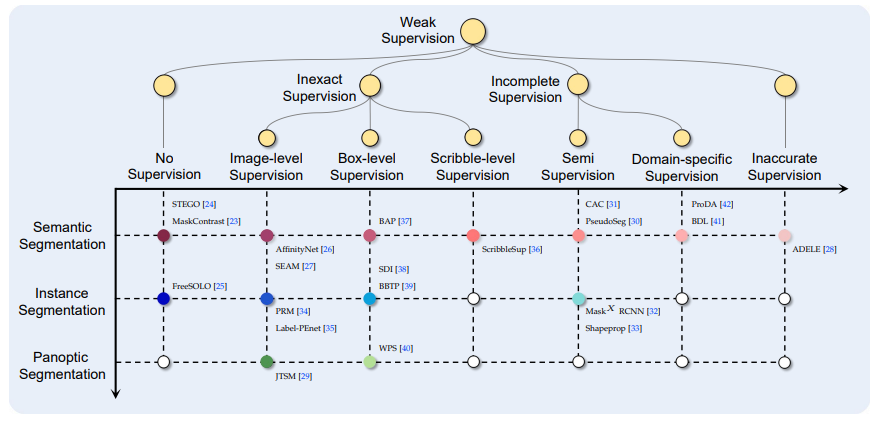 Weak
Supervision
Inexact
Supervision
Incomplete
Supervision
No
Supervision
Image-level
Supervision
Box-level
Supervision
Scribble-level
Supervision
Semi
Supervision
Domain-specific
Supervision
Inaccurate
Supervision
Semantic
Segmentation
STEGO [24]
MaskContrast [23]
AffinityNet [26]
SEAM [27]
BAP [37]
ScribbleSup [36]
CAC [31]
PseudoSeg [30]
ProDA [42]
BDL [41]
ADELE [28]
Instance
Segmentation
FreeSOLO [25]
PRM [34]
Label-PEnet [35]
SDI [38]
BBTP [39]
Mask^X RCNN [32]
Shapeprop [33]
Panoptic
Segmentation
JTSM [29]
WPS [40]